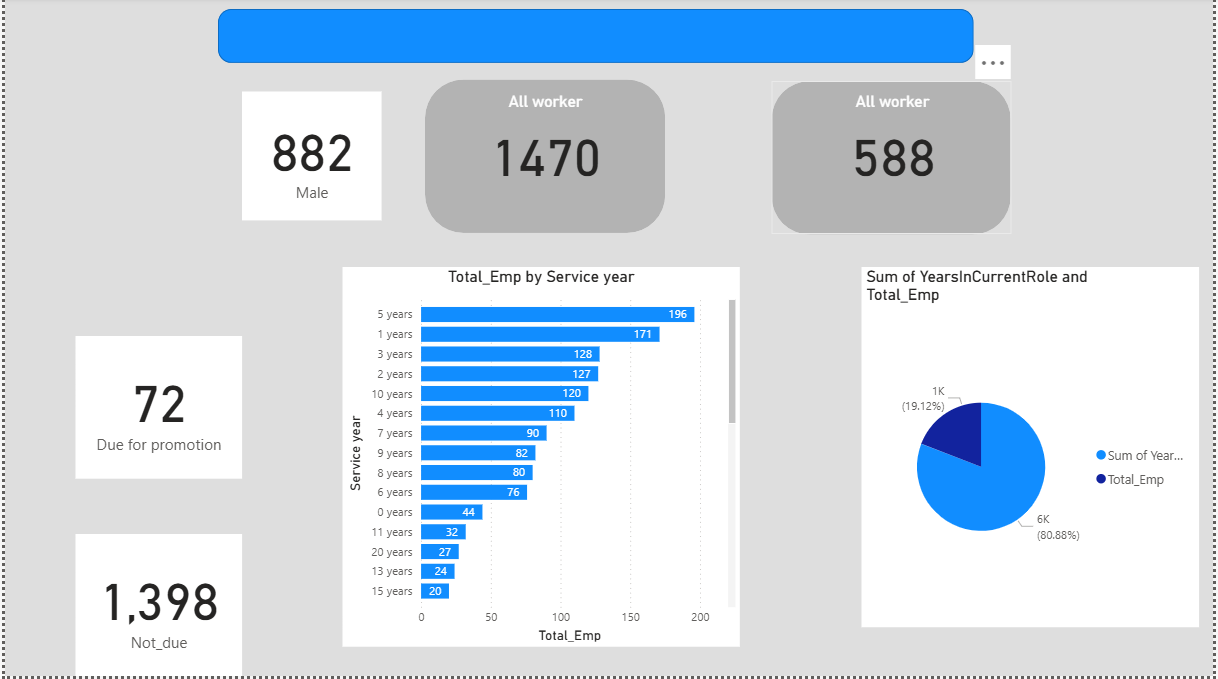 882
Male
All worker
1470
All worker
588
72
Due for promotion
1,398
Not_due
Total_Emp by Service year
Service year
5 years 196
1 years 171
3 years 128
2 years 127
10 years 120
4 years 110
7 years 90
9 years 82
8 years 80
6 years 76
0 years 44
11 years 32
20 years 27
13 years 24
15 years 20
0 50 100 150 200
Total_Emp
Sum of YearsInCurrentRole and
Total_Emp
1K
(19.12%)
6K
(80.88%)
Sum of Year...
Total_Emp